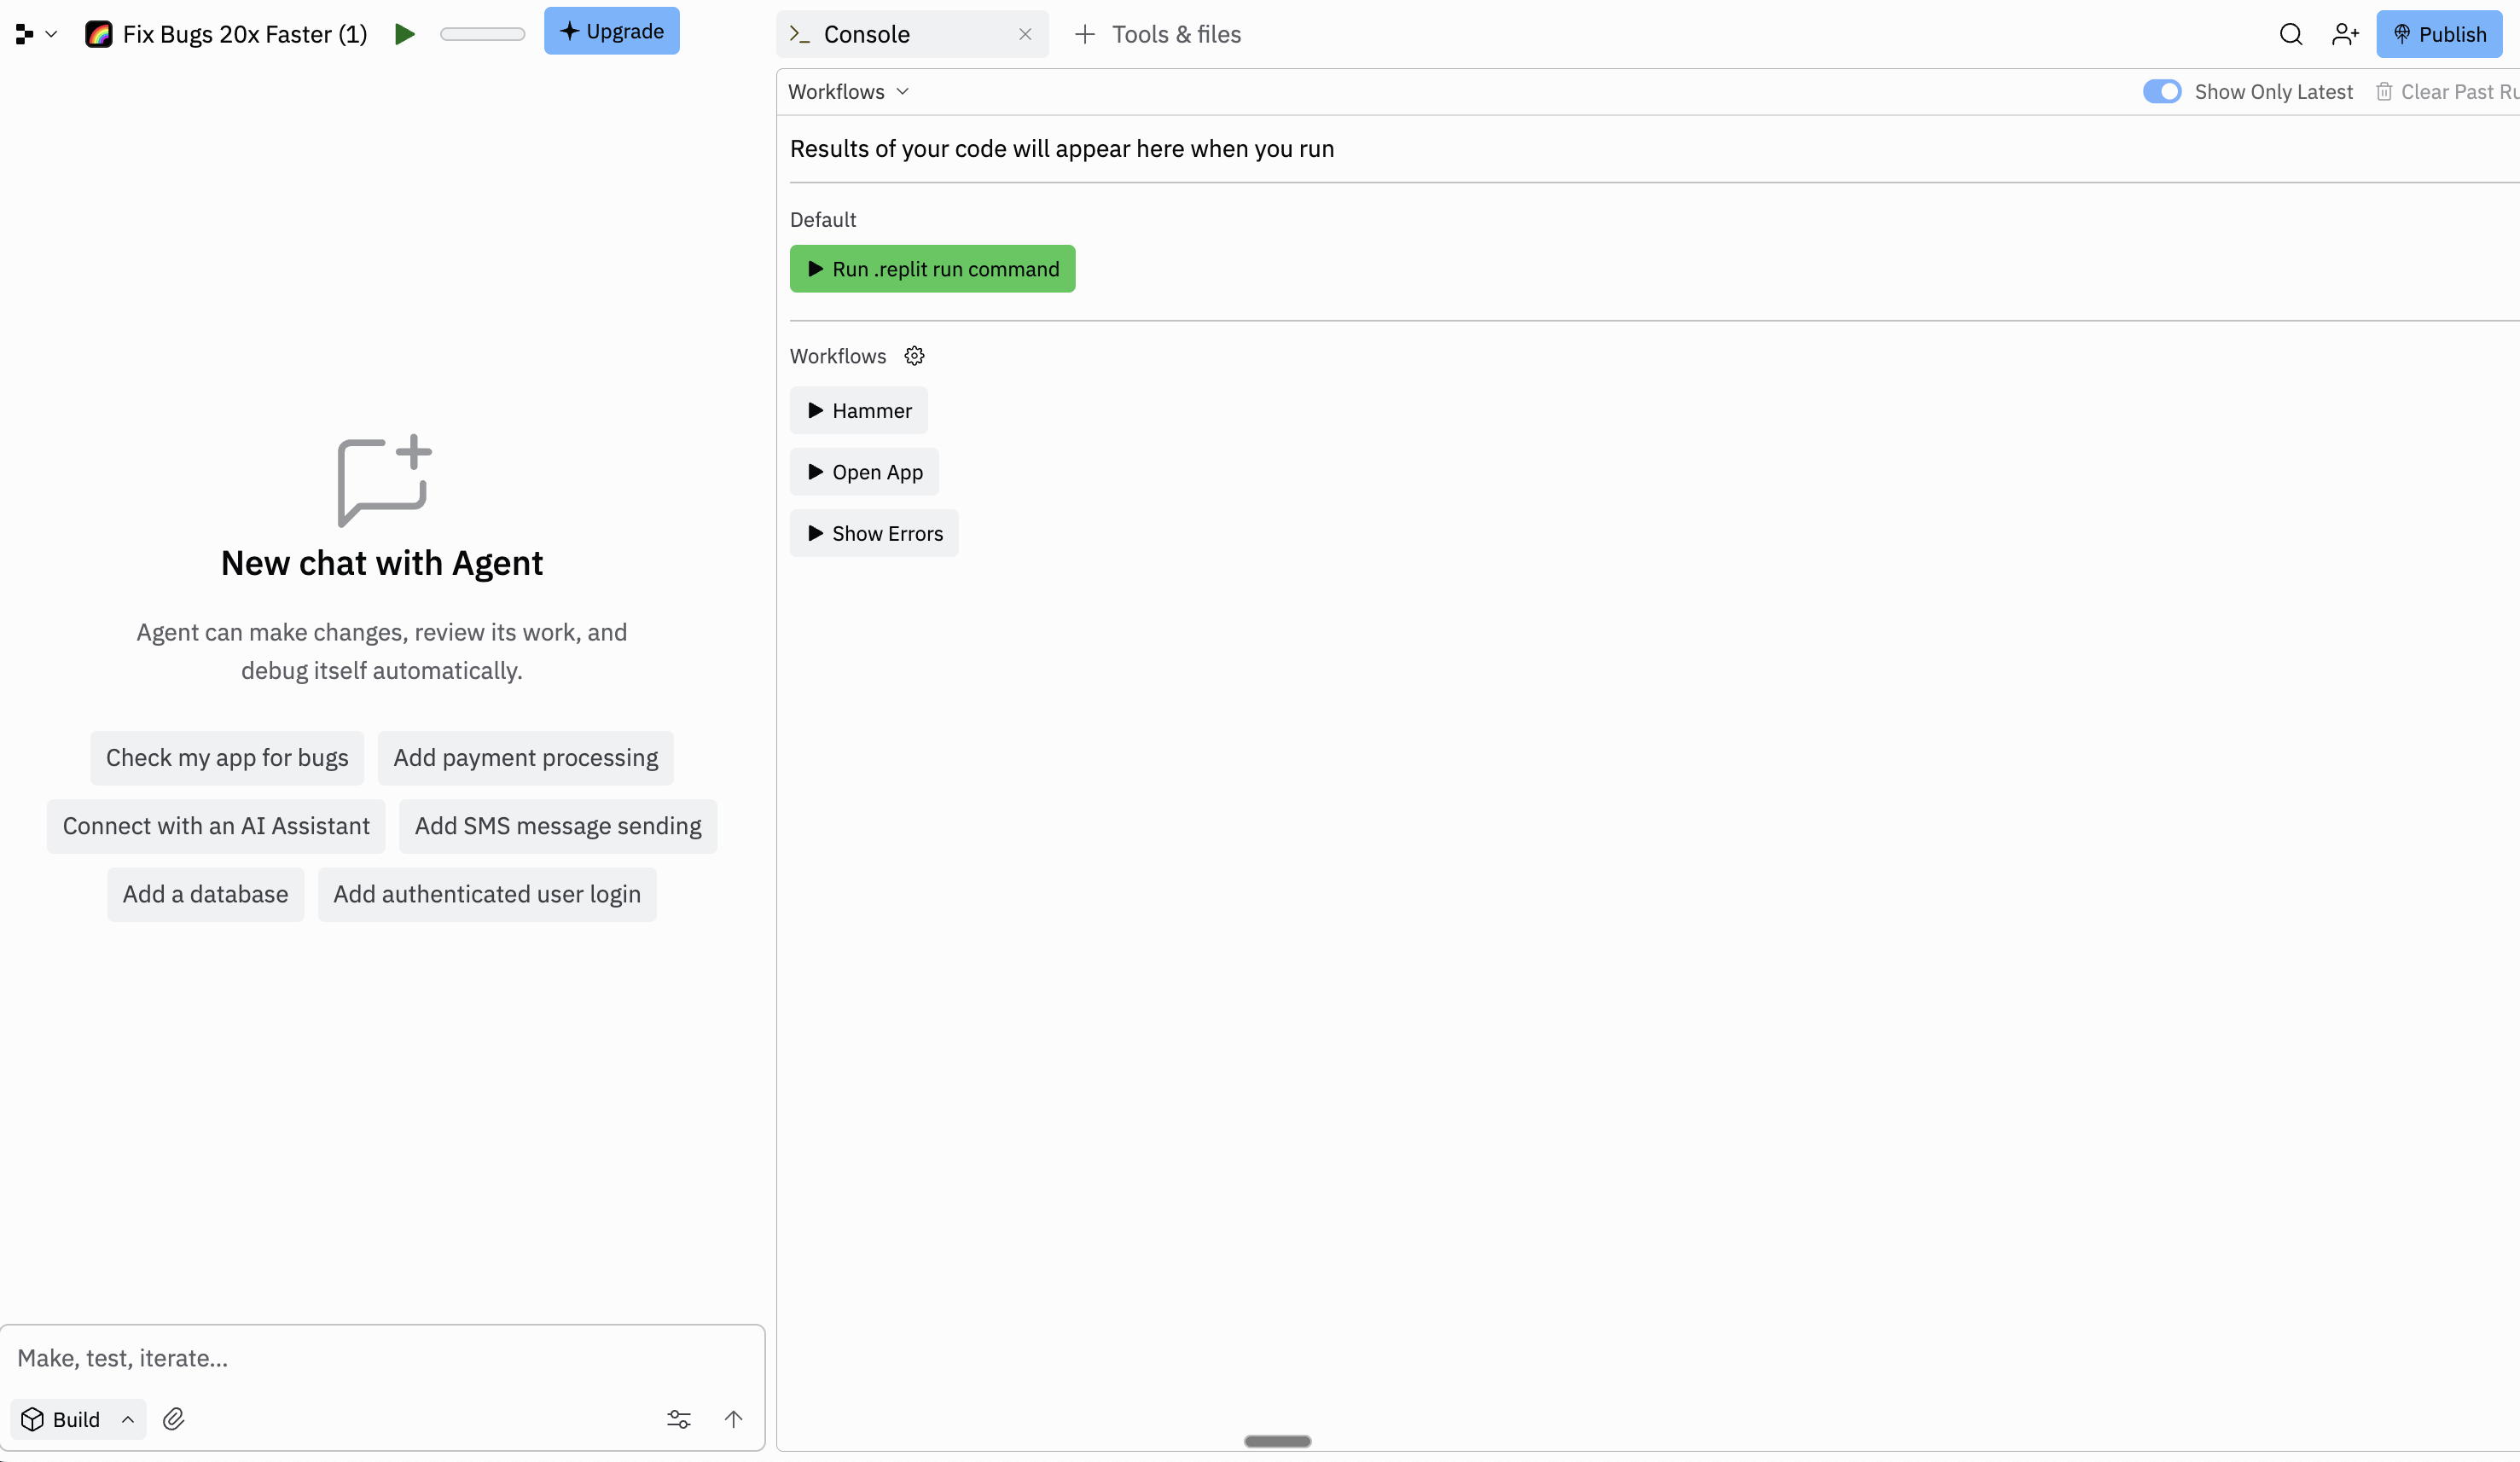 Fix Bugs 20x Faster (1)
Upgrade
Console
Tools & files
Publish
Workflows
Show Only Latest
Clear Past Ru
Results of your code will appear here when you run
Default
Run .replit run command
Workflows
Hammer
Open App
Show Errors
New chat with Agent
Agent can make changes, review its work, and
debug itself automatically.
Check my app for bugs
Add payment processing
Connect with an AI Assistant
Add SMS message sending
Add a database
Add authenticated user login
Make, test, iterate...
Build